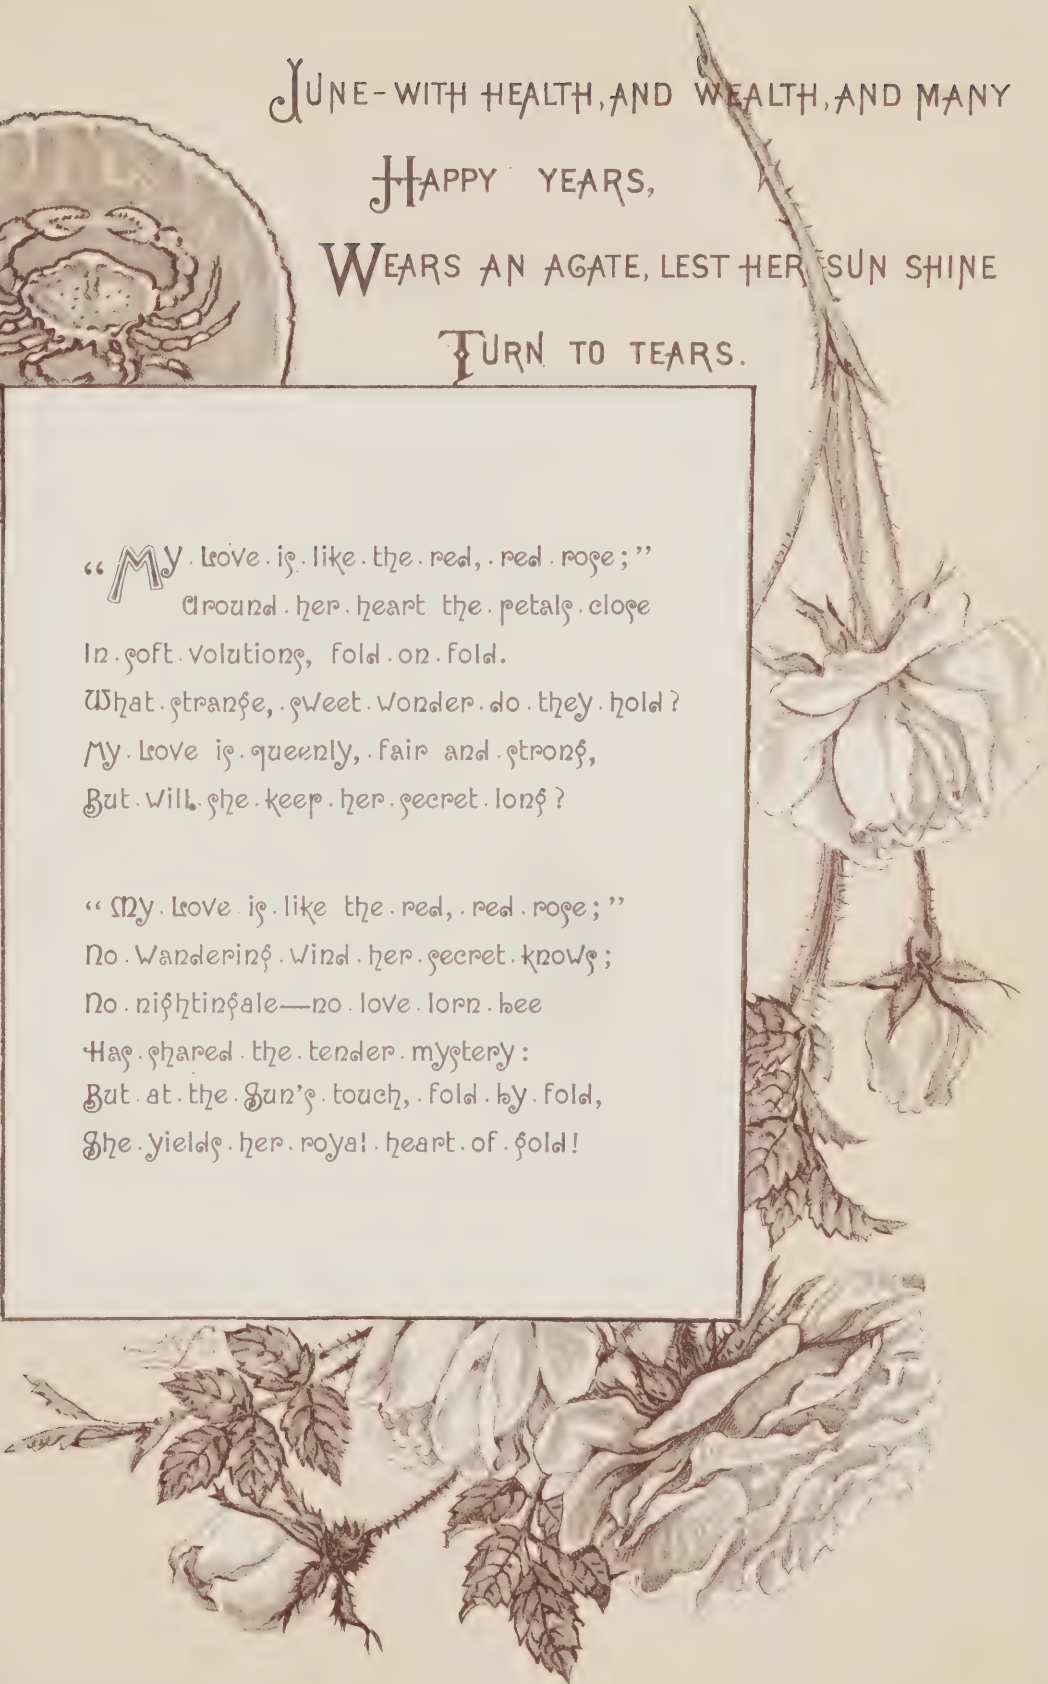 JUNE-WITH HEALTH, AND WEALTH, AND MANY
HAPPY YEARS,
WEARS AN AGATE, LEST HER SUN SHINE
TURN TO TEARS.
“My Love is like the red, red rose;”
Around her heart the petals close
In soft volutions, fold on fold.
What strange, sweet wonder do they hold?
My Love is queenly, fair and strong,
But will she keep her secret long?
“My Love is like the red, red rose;”
No wandering wind her secret knows;
No nightingale—no love lorn bee
Has shared the tender mystery:
But at the Sun's touch, fold by fold,
She yields her royal heart of gold!